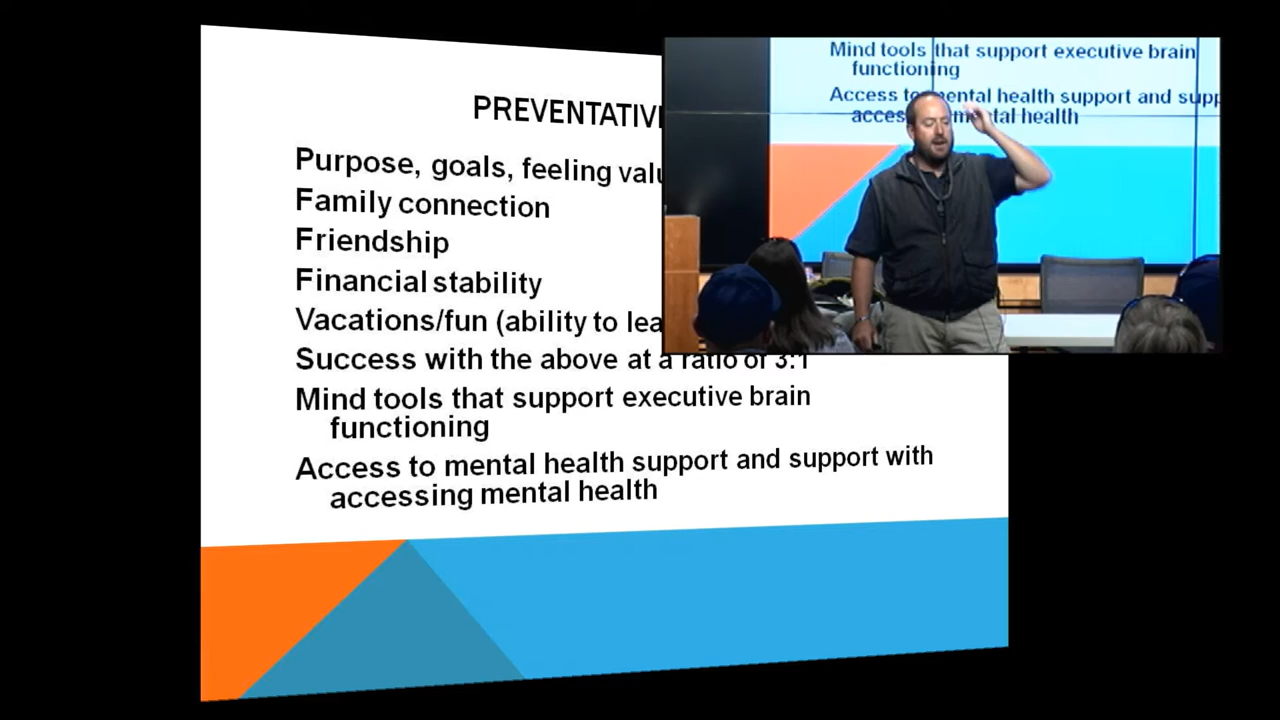 PREVENTATIV
Purpose, goals, feeling valu
Family connection
Friendship
Financial stability
Vacations/fun (ability to lea
Success with the above at a ratio of 3:1
Mind tools that support executive brain
functioning
Access to mental health support and support with
accessing mental health
Mind tools that support executive brain
functioning
Access to mental health support and supp
acces mental health